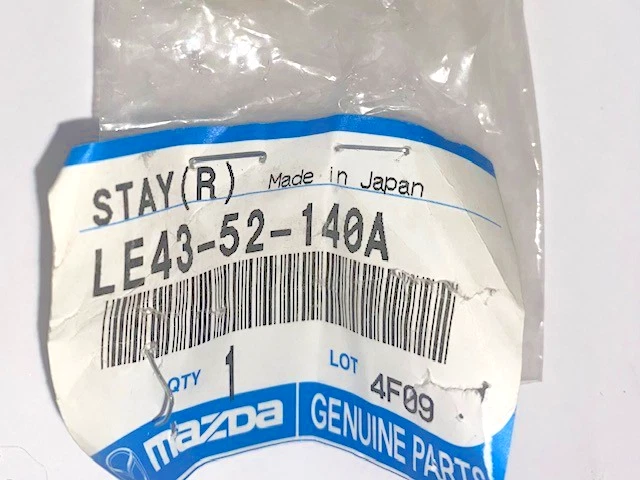 STAY(R) Made in Japan
LE43-52-140A
QTY 1 LOT 4F09
mazda GENUINE PARTS